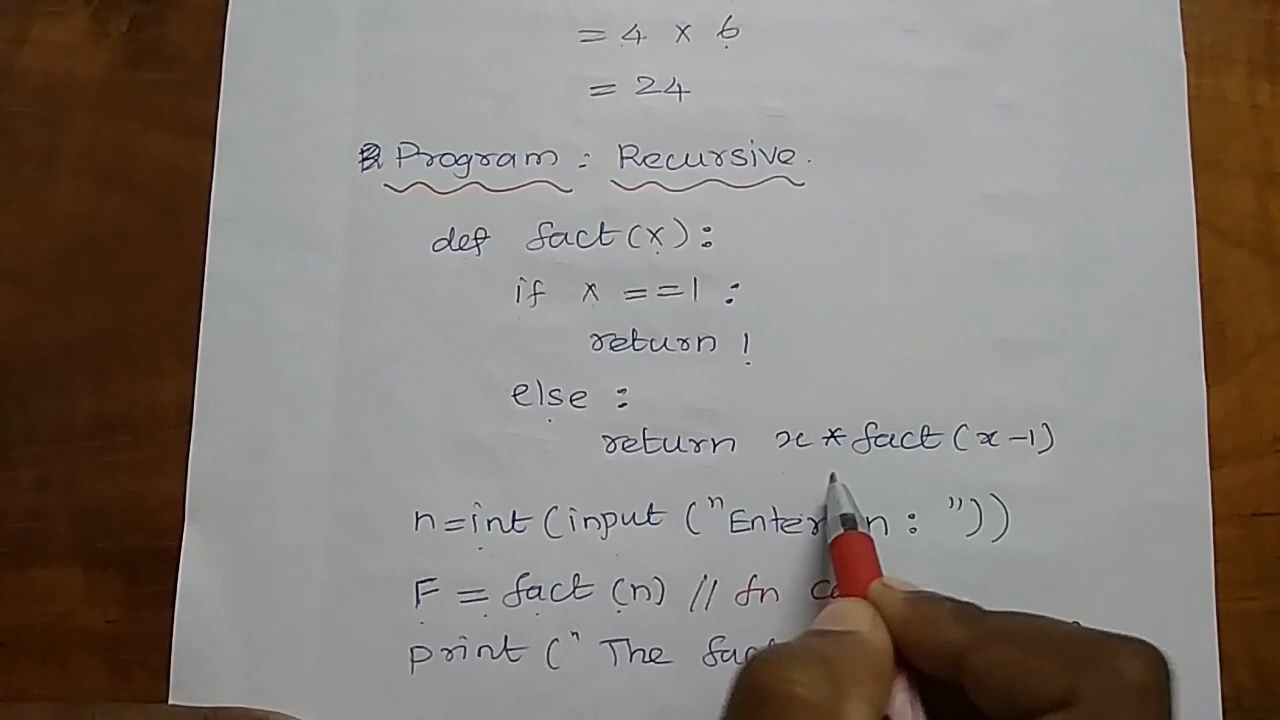 = 4 × 6
= 24
Program : Recursive.
def fact(x):
if x ==1 :
return 1
else :
return x*fact(x-1)
n=int(input("Enter n : "))
F = fact(n) // fn
print(" The